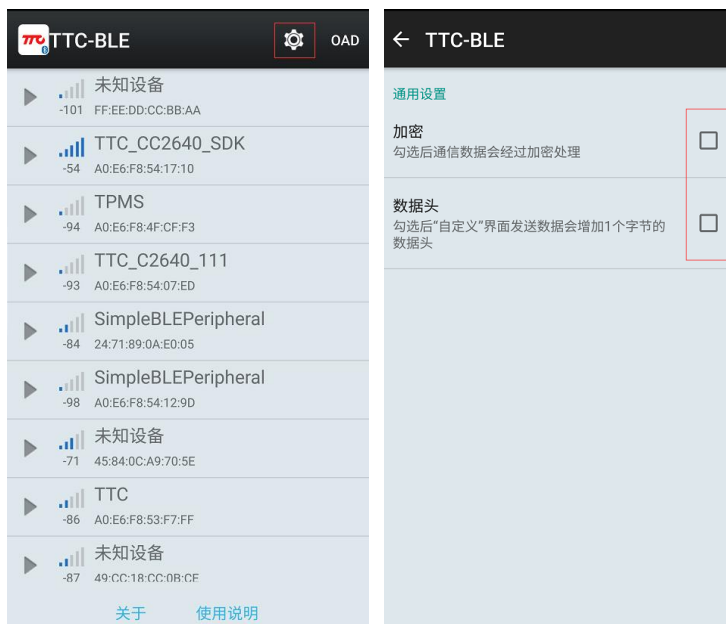 TTC TTC-BLE OAD
未知设备
-101 FF:EE:DD:CC:BB:AA
TTC_CC2640_SDK
-54 A0:E6:F8:54:17:10
TPMS
-94 A0:E6:F8:4F:CF:F3
TTC_C2640_111
-93 A0:E6:F8:54:07:ED
SimpleBLEPeripheral
-84 24:71:89:0A:E0:05
SimpleBLEPeripheral
-98 A0:E6:F8:54:12:9D
未知设备
-71 45:84:0C:A9:70:5E
TTC
-86 A0:E6:F8:53:F7:FF
未知设备
-87 49:CC:18:CC:0B:CE
关于 使用说明
TTC-BLE
通用设置
加密
勾选后通信数据会经过加密处理
数据头
勾选后“自定义”界面发送数据会增加1个字节的
数据头